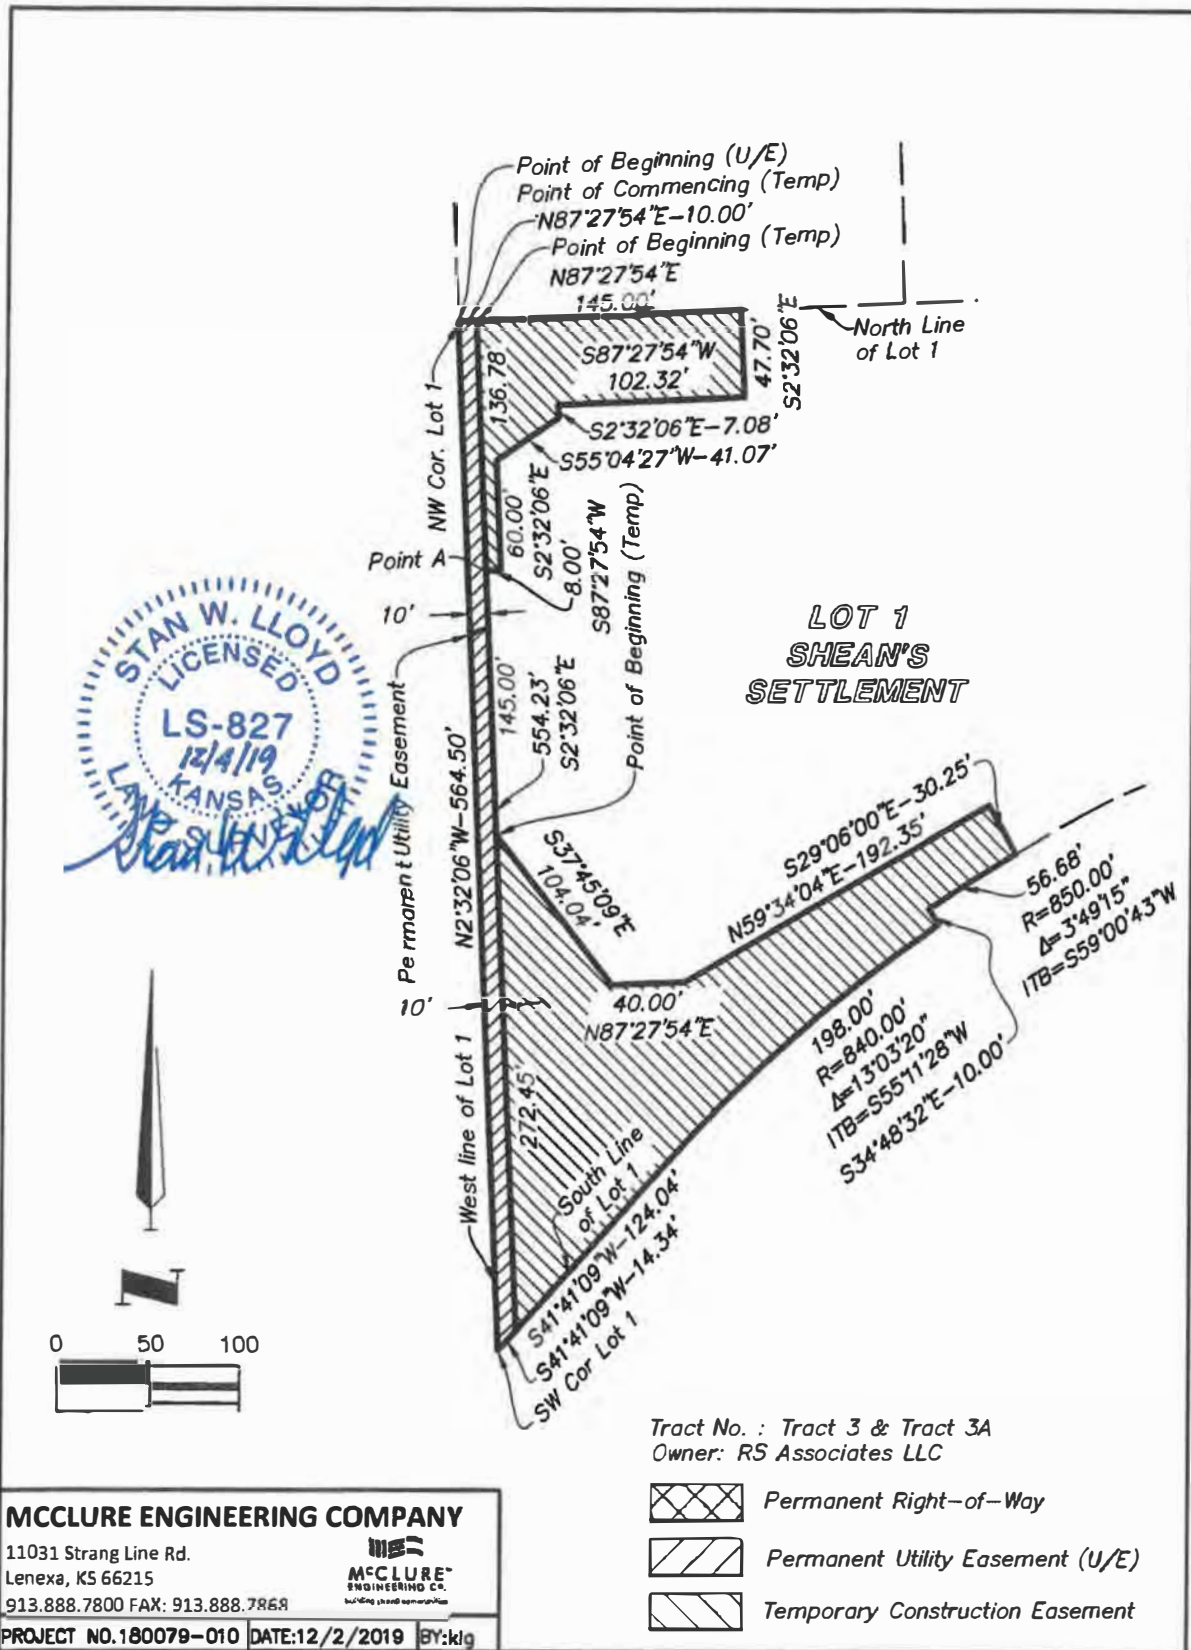 Point of Beginning (U/E)
Point of Commencing (Temp)
N87°27'54"E-10.00'
Point of Beginning (Temp)
N87°27'54"E
145.00'
North Line
of Lot 1
S87°27'54"W
102.32'
47.70'
S2°32'06"E
136.78
NW Cor. Lot 1
S2°32'06"E-7.08'
S55°04'27"W-41.07'
60.00'
S2°32'06"E
8.00'
S87°27'54"W
Point of Beginning (Temp)
Point A
10'
LOT 1
SHEAN'S
SETTLEMENT
STAN W. LLOYD
LICENSED
LS-827
12/4/19
KANSAS
LAND SURVEYOR
Permanent Utility Easement
N2°32'06"W-564.50'
145.00'
554.23'
S2°32'06"E
S37°45'09"E
104.04'
S29°06'00"E-30.25'
N59°34'04"E-192.35'
56.68'
R=850.00'
Δ=3°49'15"
ITB=S59°00'43"W
10'
40.00'
N87°27'54"E
198.00'
R=840.00'
Δ=13°03'20"
ITB=S55°11'28"W
S34°48'32"E-10.00'
West line of Lot 1
272.45'
South Line
of Lot 1
S41°41'09"W-124.04'
S41°41'09"W-14.34'
SW Cor Lot 1
N
0 50 100
Tract No. : Tract 3 & Tract 3A
Owner: RS Associates LLC
Permanent Right-of-Way
Permanent Utility Easement (U/E)
Temporary Construction Easement
MCCLURE ENGINEERING COMPANY
11031 Strang Line Rd.
Lenexa, KS 66215
913.888.7800 FAX: 913.888.7868
McCLURE
ENGINEERING CO.
PROJECT NO.180079-010 DATE:12/2/2019 BY:klg